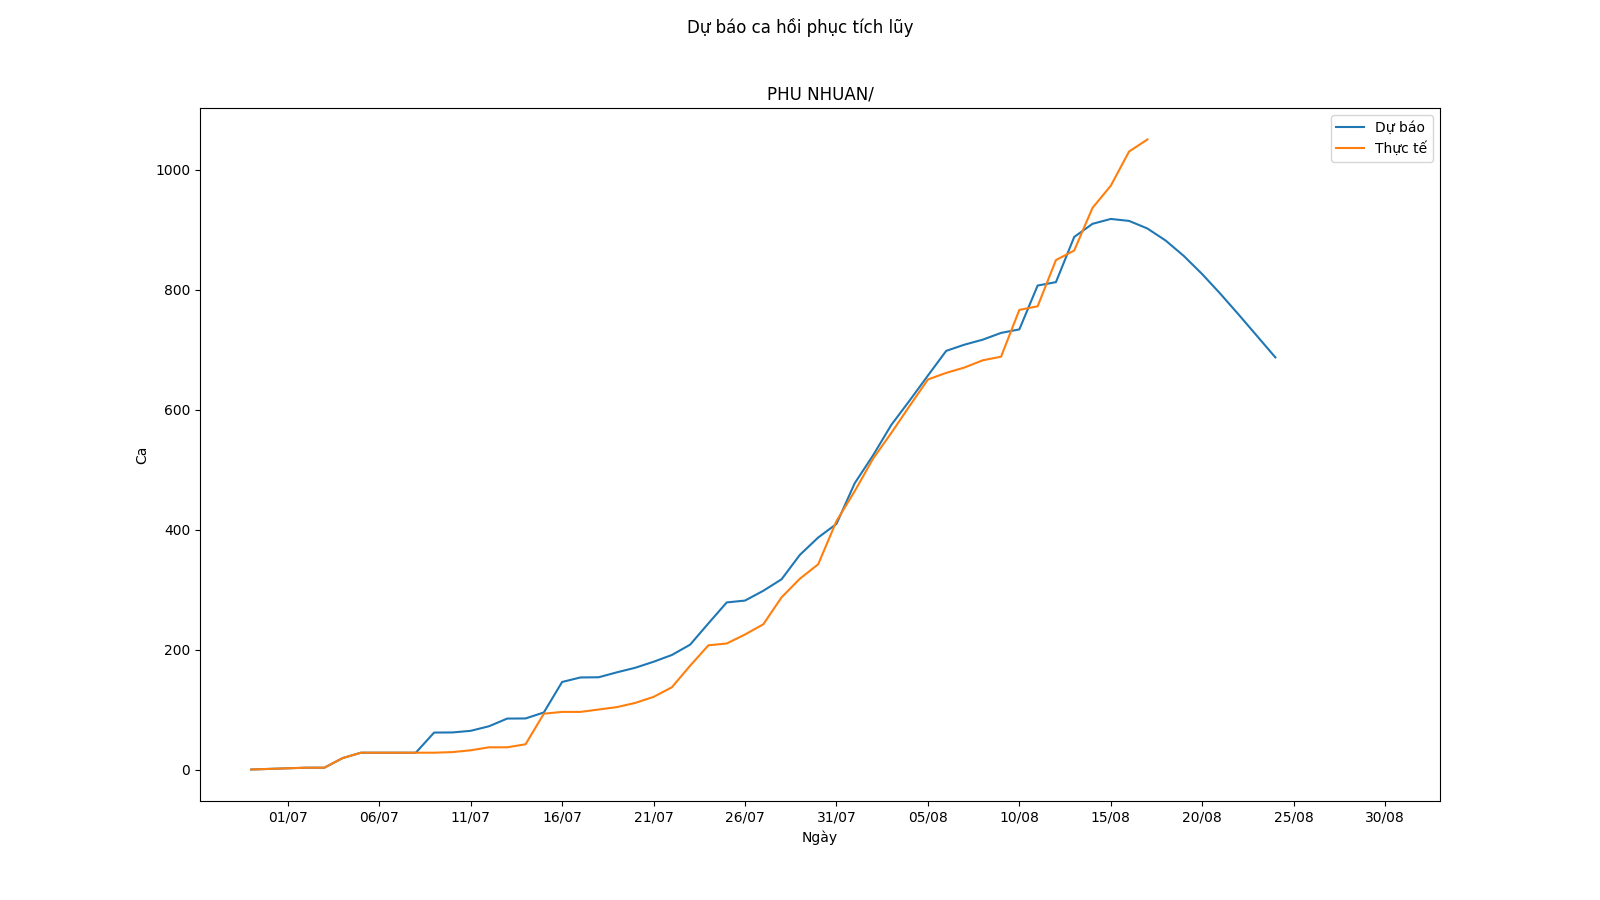 Dự báo ca hồi phục tích lũy
PHU NHUAN/
Dự báo
Thực tế
1000
800
600
400
200
0
Ca
01/07 06/07 11/07 16/07 21/07 26/07 31/07 05/08 10/08 15/08 20/08 25/08 30/08
Ngày